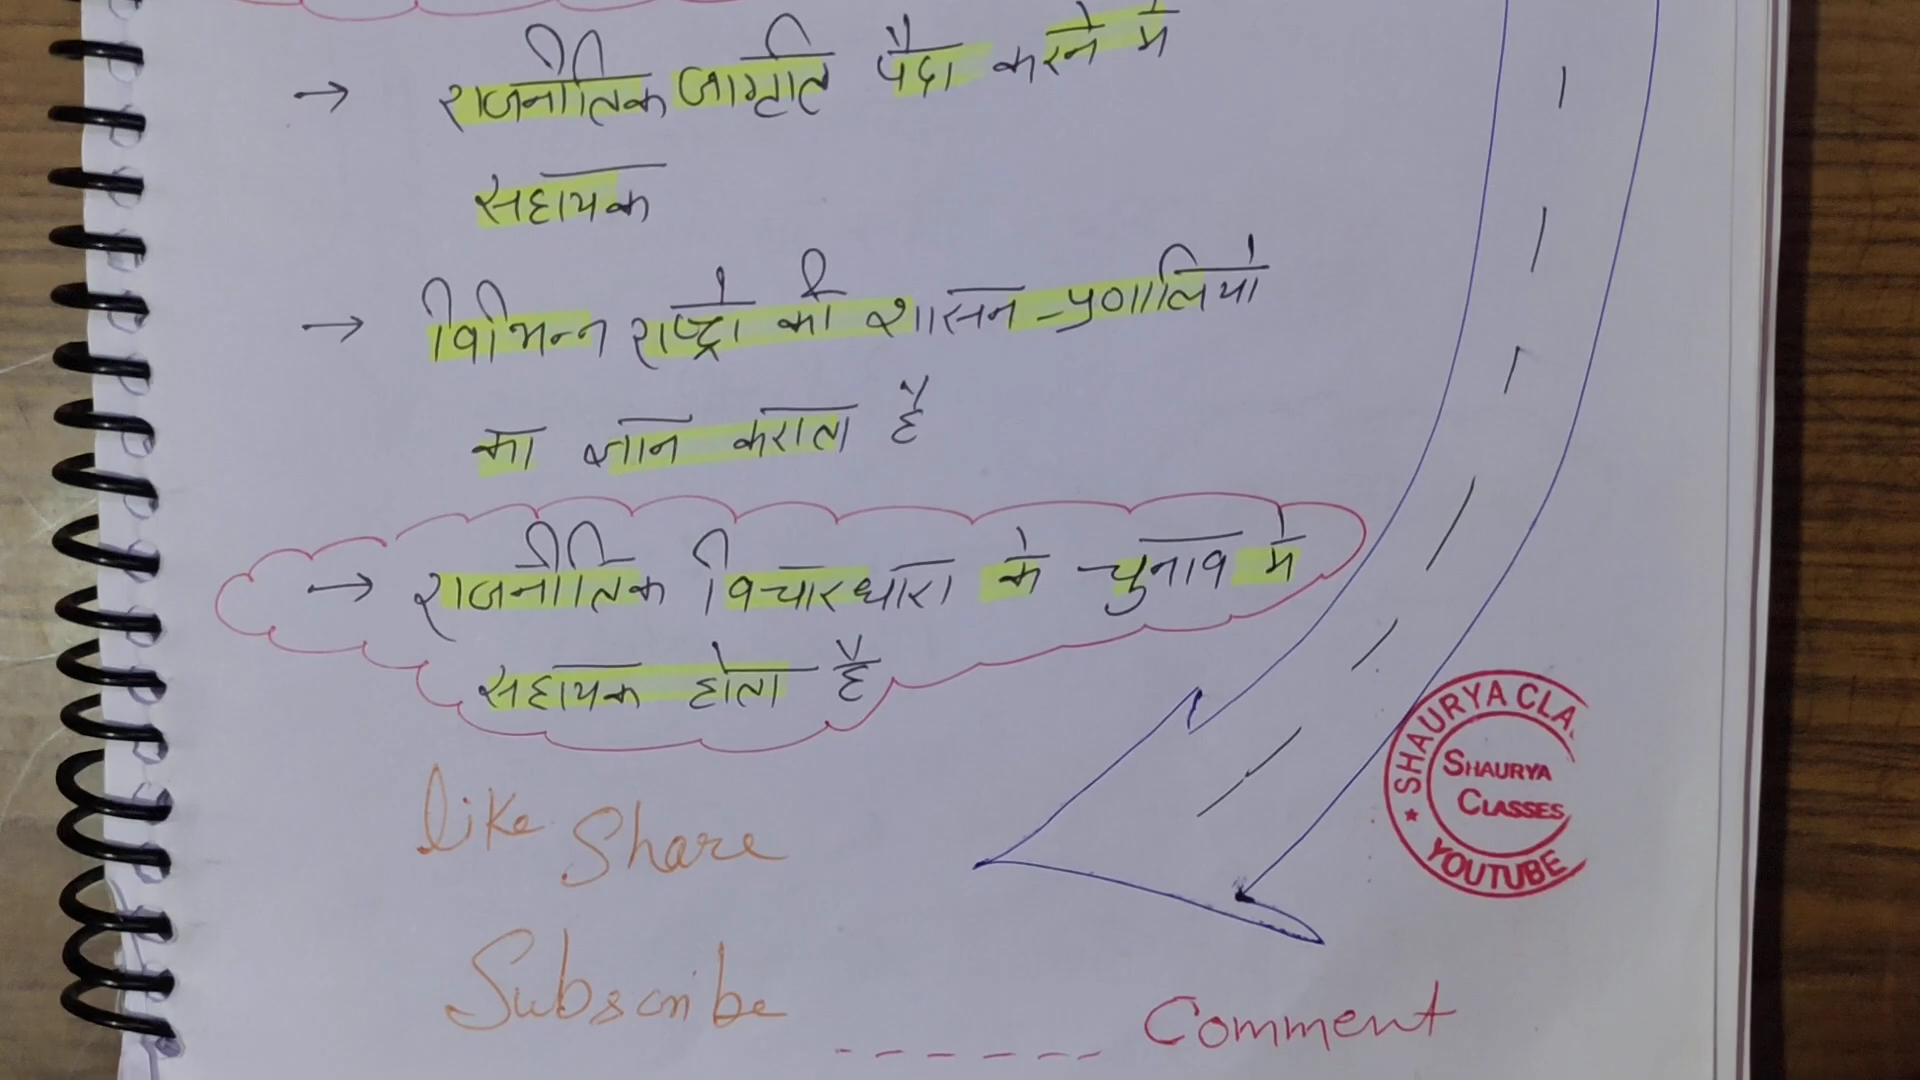 → राजनीतिक जागृति पैदा करने में
सहायक
→ विभिन्न राष्ट्रों की शासन-प्रणालियों
का ज्ञान कराता है
→ राजनीतिक विचारधारा के चुनाव में
सहायक होता है
like Share
Subscribe
------ Comment
SHAURYA CLA
SHAURYA
CLASSES
★ YOUTUBE